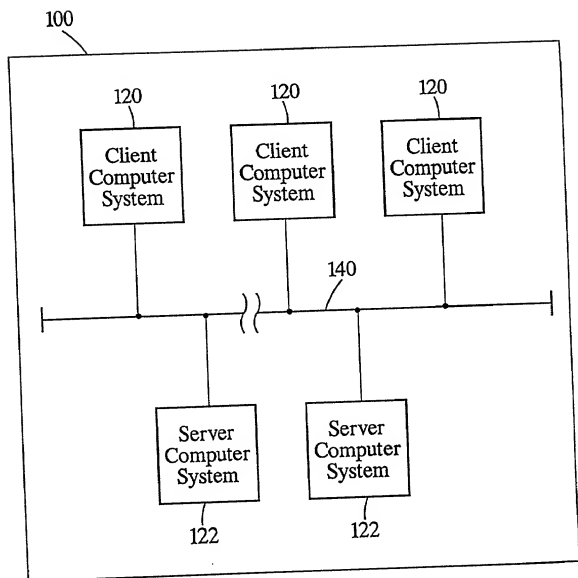 100
120
120
120
Client
Computer
System
Client
Computer
System
Client
Computer
System
140
Server
Computer
System
Server
Computer
System
122
122